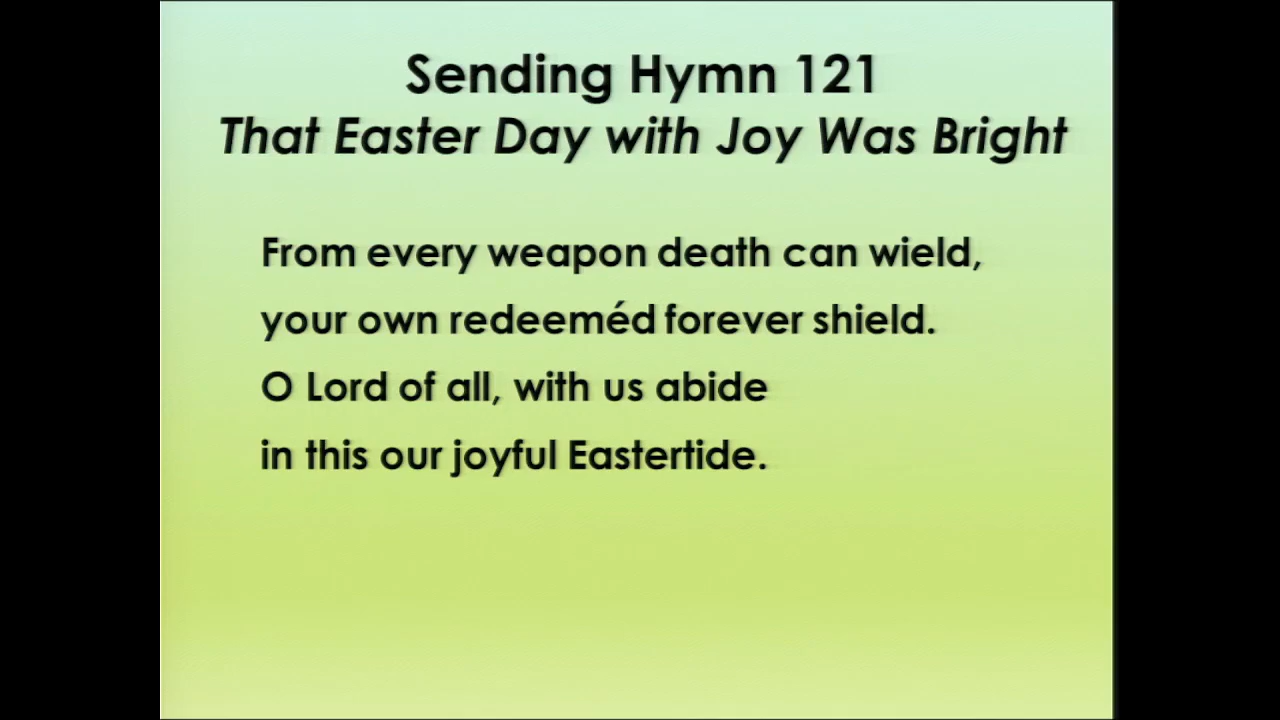 Sending Hymn 121
That Easter Day with Joy Was Bright
From every weapon death can wield,
your own redeeméd forever shield.
O Lord of all, with us abide
in this our joyful Eastertide.